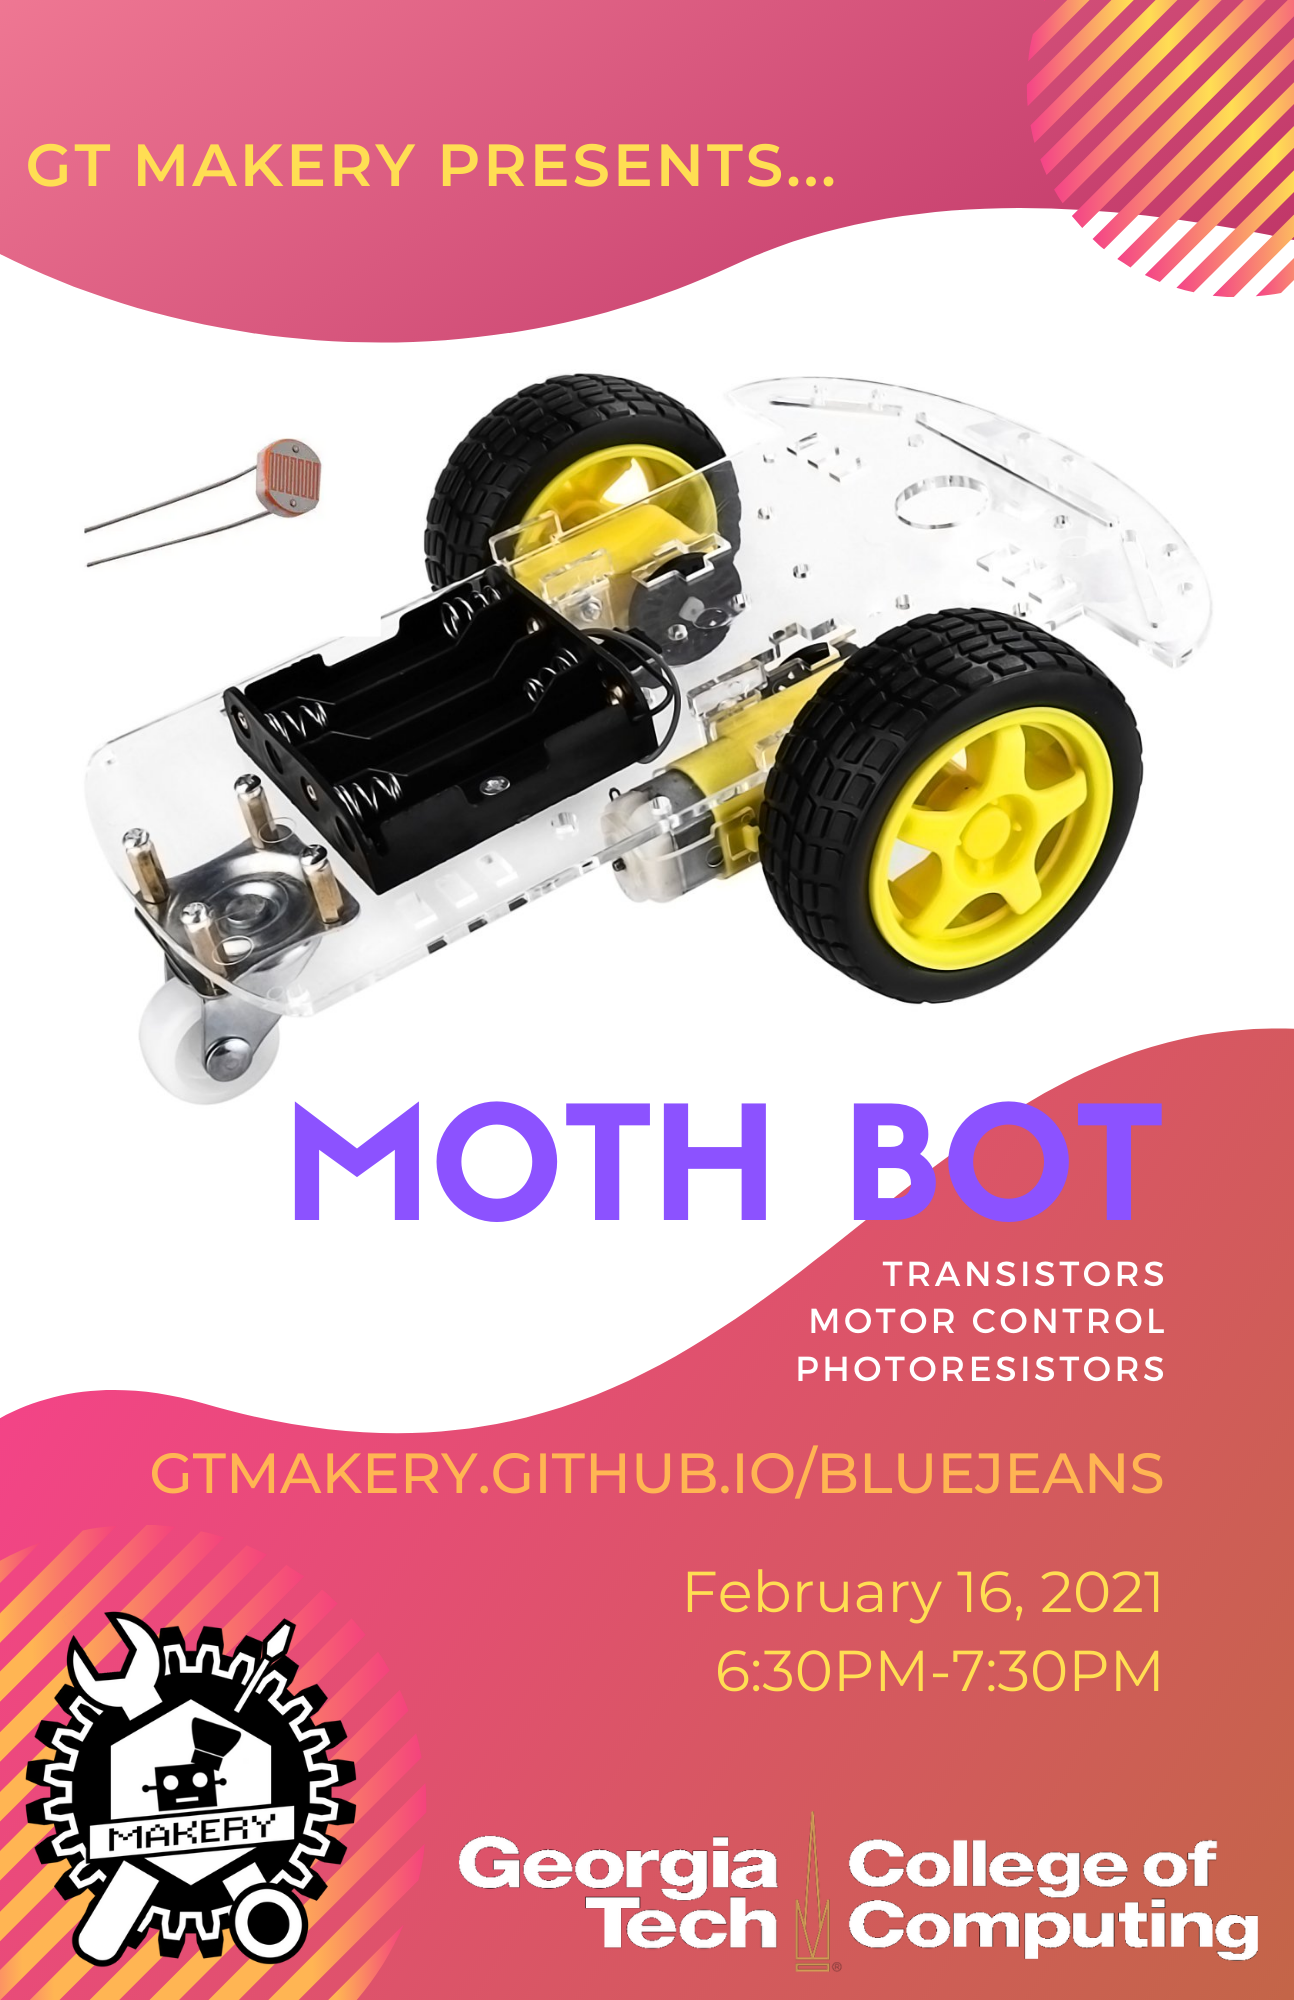 GT MAKERY PRESENTS...
MOTH BOT
TRANSISTORS
MOTOR CONTROL
PHOTORESISTORS
GTMAKERY.GITHUB.IO/BLUEJEANS
February 16, 2021
6:30PM-7:30PM
MAKERY
Georgia
Tech
College of
Computing
®